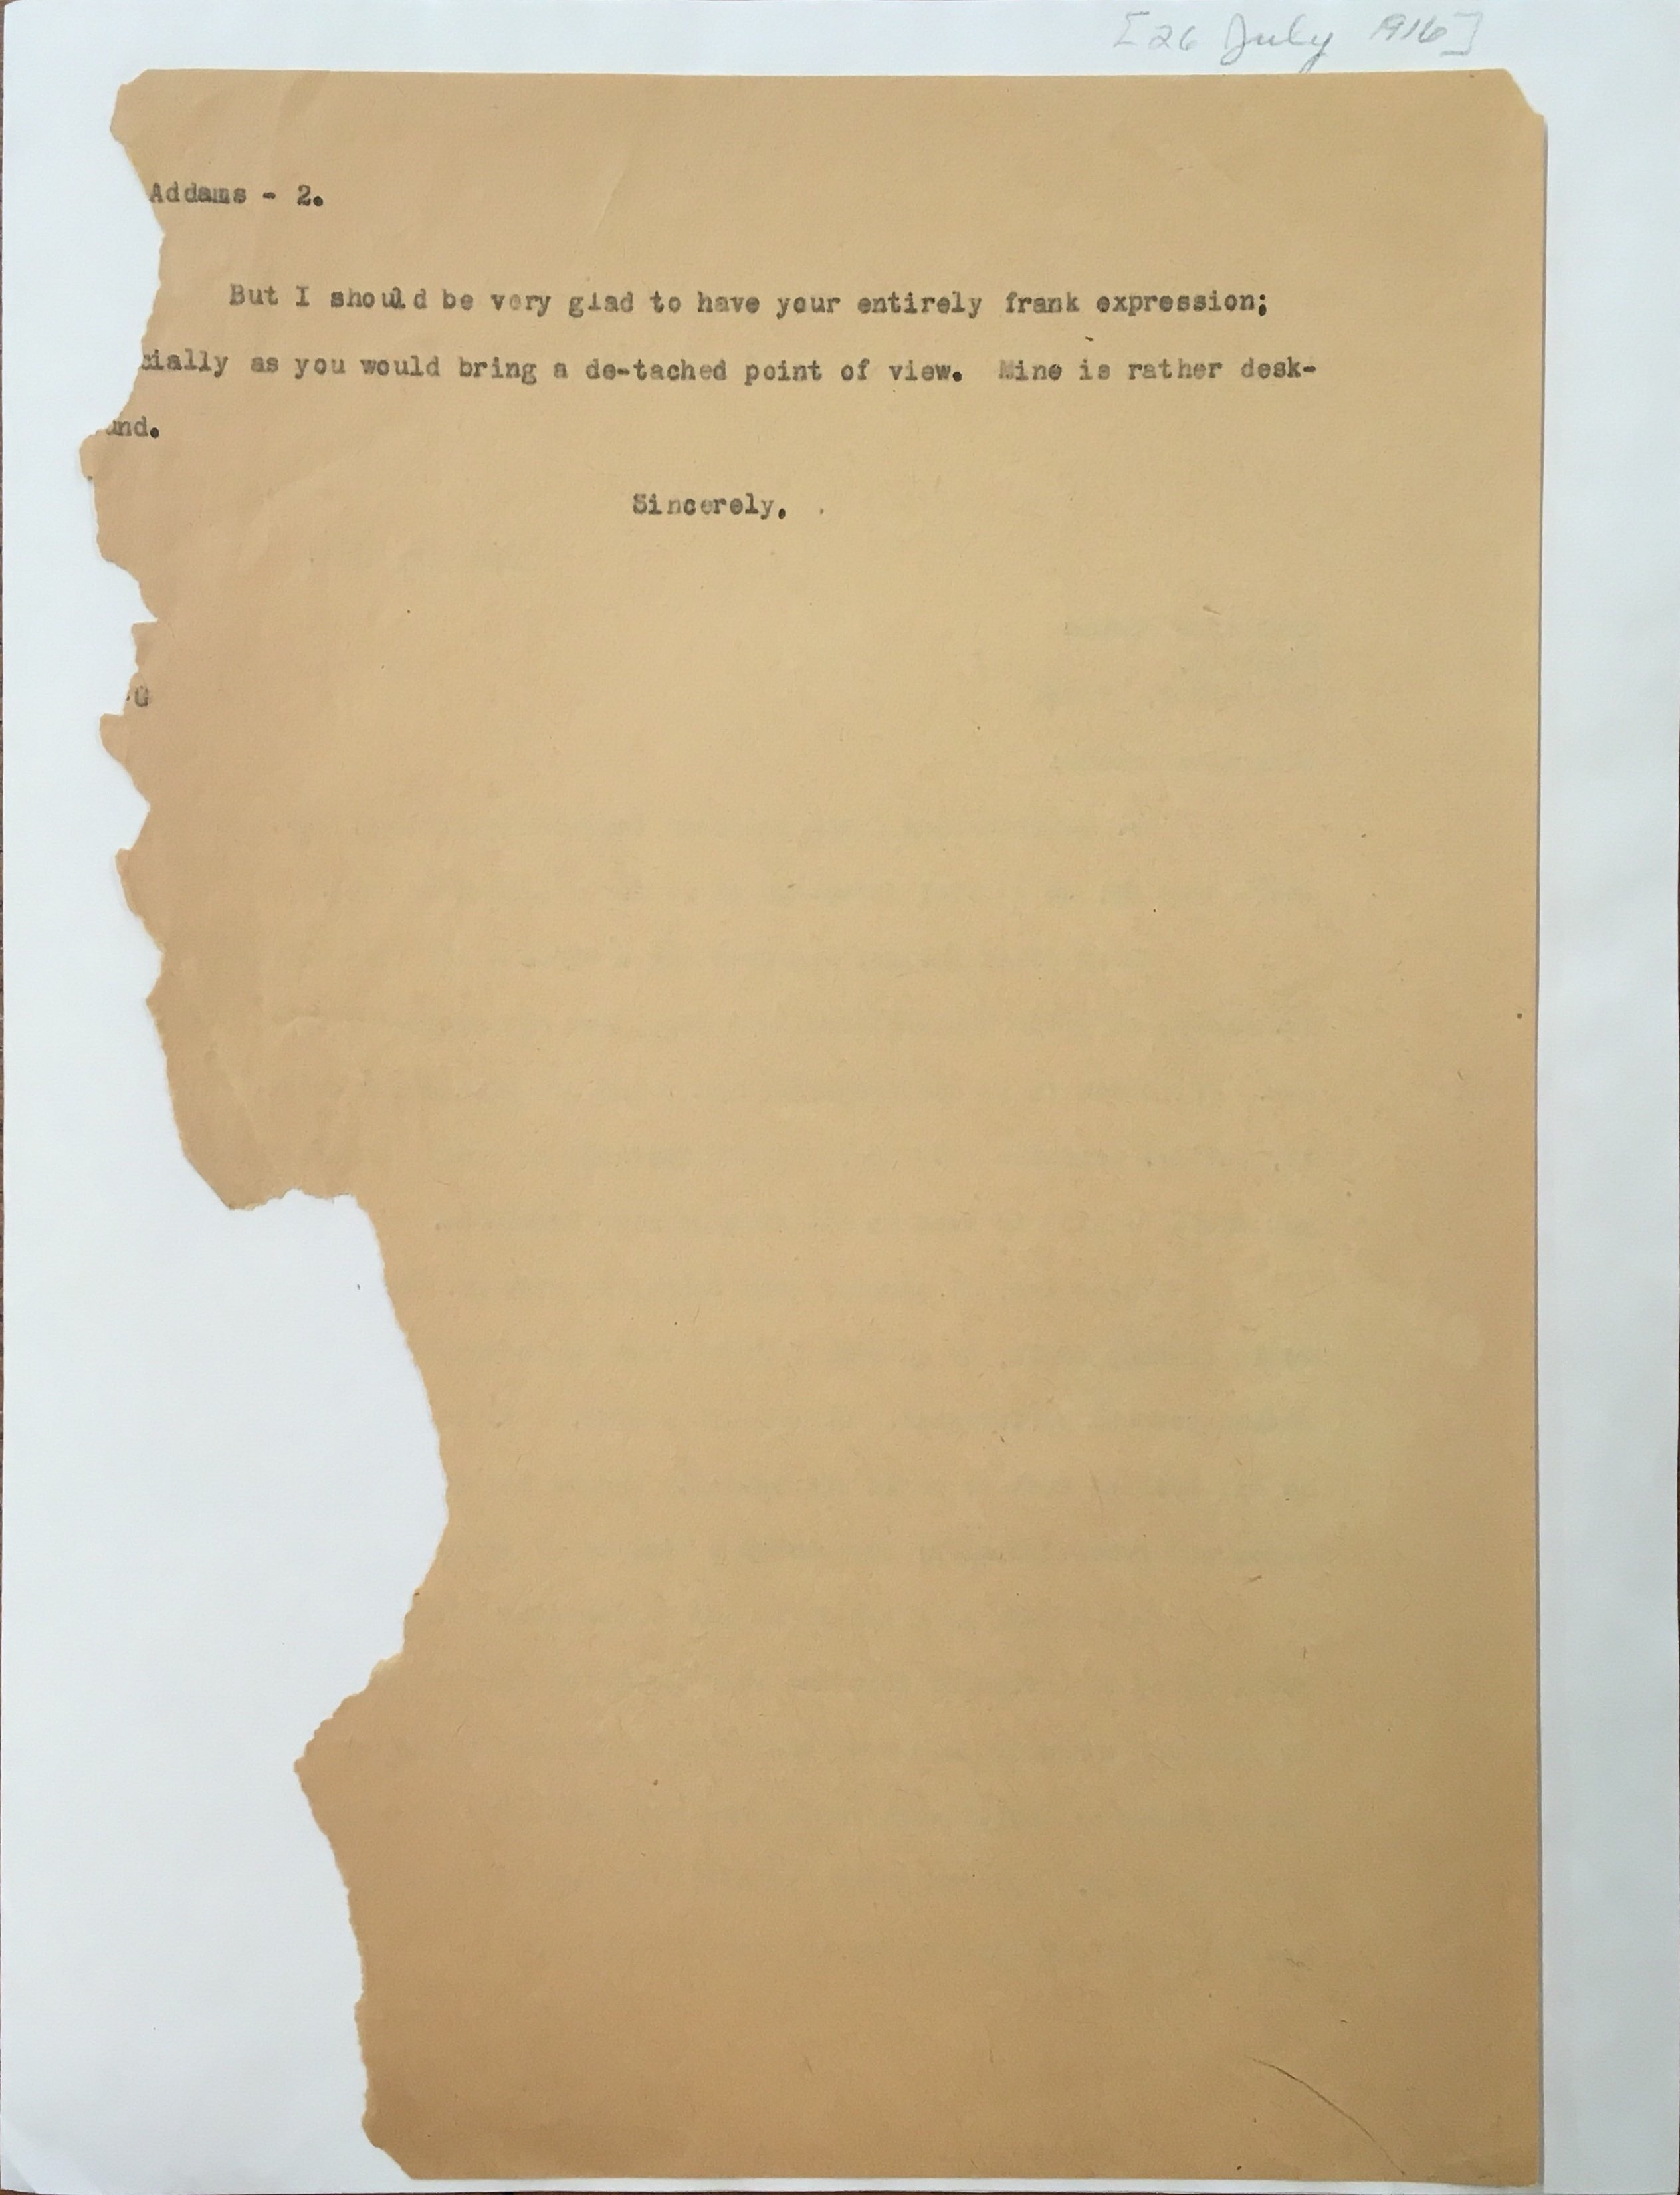 [26 July 1916]
Addams - 2.
But I should be very glad to have your entirely frank expression;
cially as you would bring a de-tached point of view. Mine is rather desk-
und.
Sincerely,
G